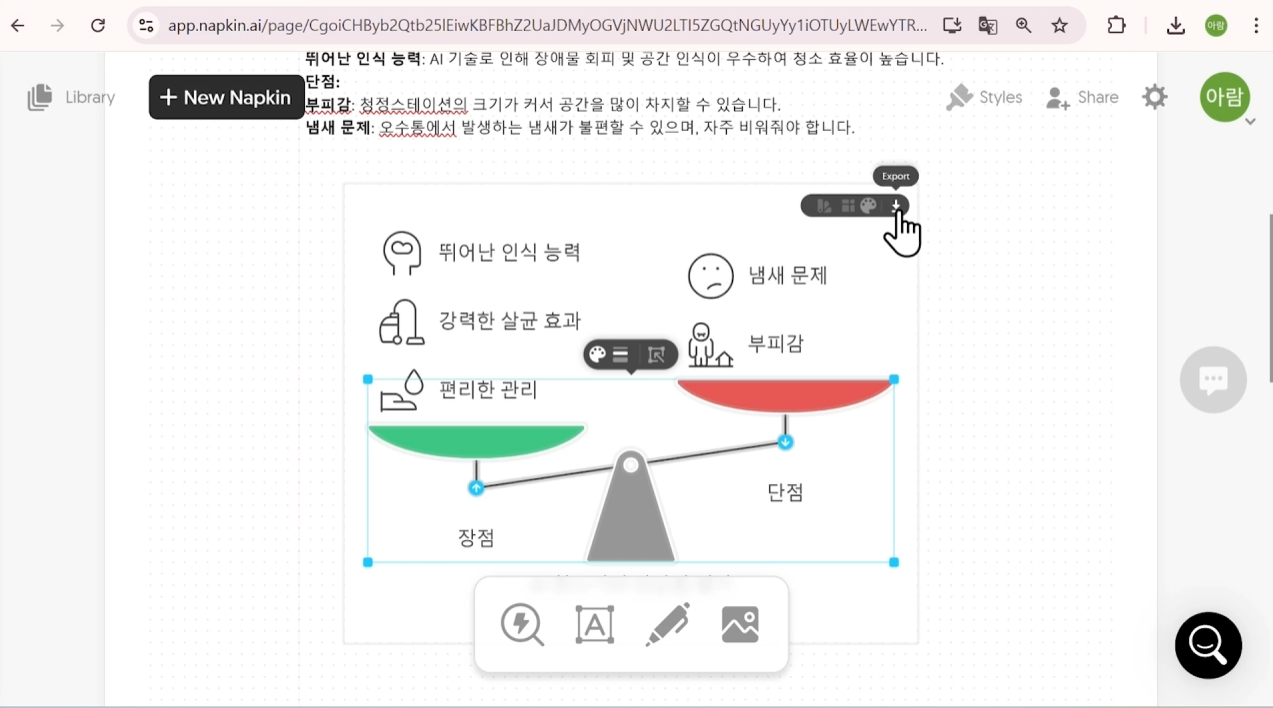 app.napkin.ai/page/CgoiCHByb2Qtb25lEiwKBFBhZ2UaJDMyOGVjNWU2LTI5ZGQtNGUyYy1iOTUyLWEwYTR...
아람
뛰어난 인식 능력: AI 기술로 인해 장애물 회피 및 공간 인식이 우수하여 청소 효율이 높습니다.
단점:
Library
+ New Napkin
부피감: 청정스테이션의 크기가 커서 공간을 많이 차지할 수 있습니다.
Styles
Share
아람
냄새 문제: 오수통에서 발생하는 냄새가 불편할 수 있으며, 자주 비워줘야 합니다.
Export
뛰어난 인식 능력
냄새 문제
강력한 살균 효과
부피감
편리한 관리
단점
장점
A